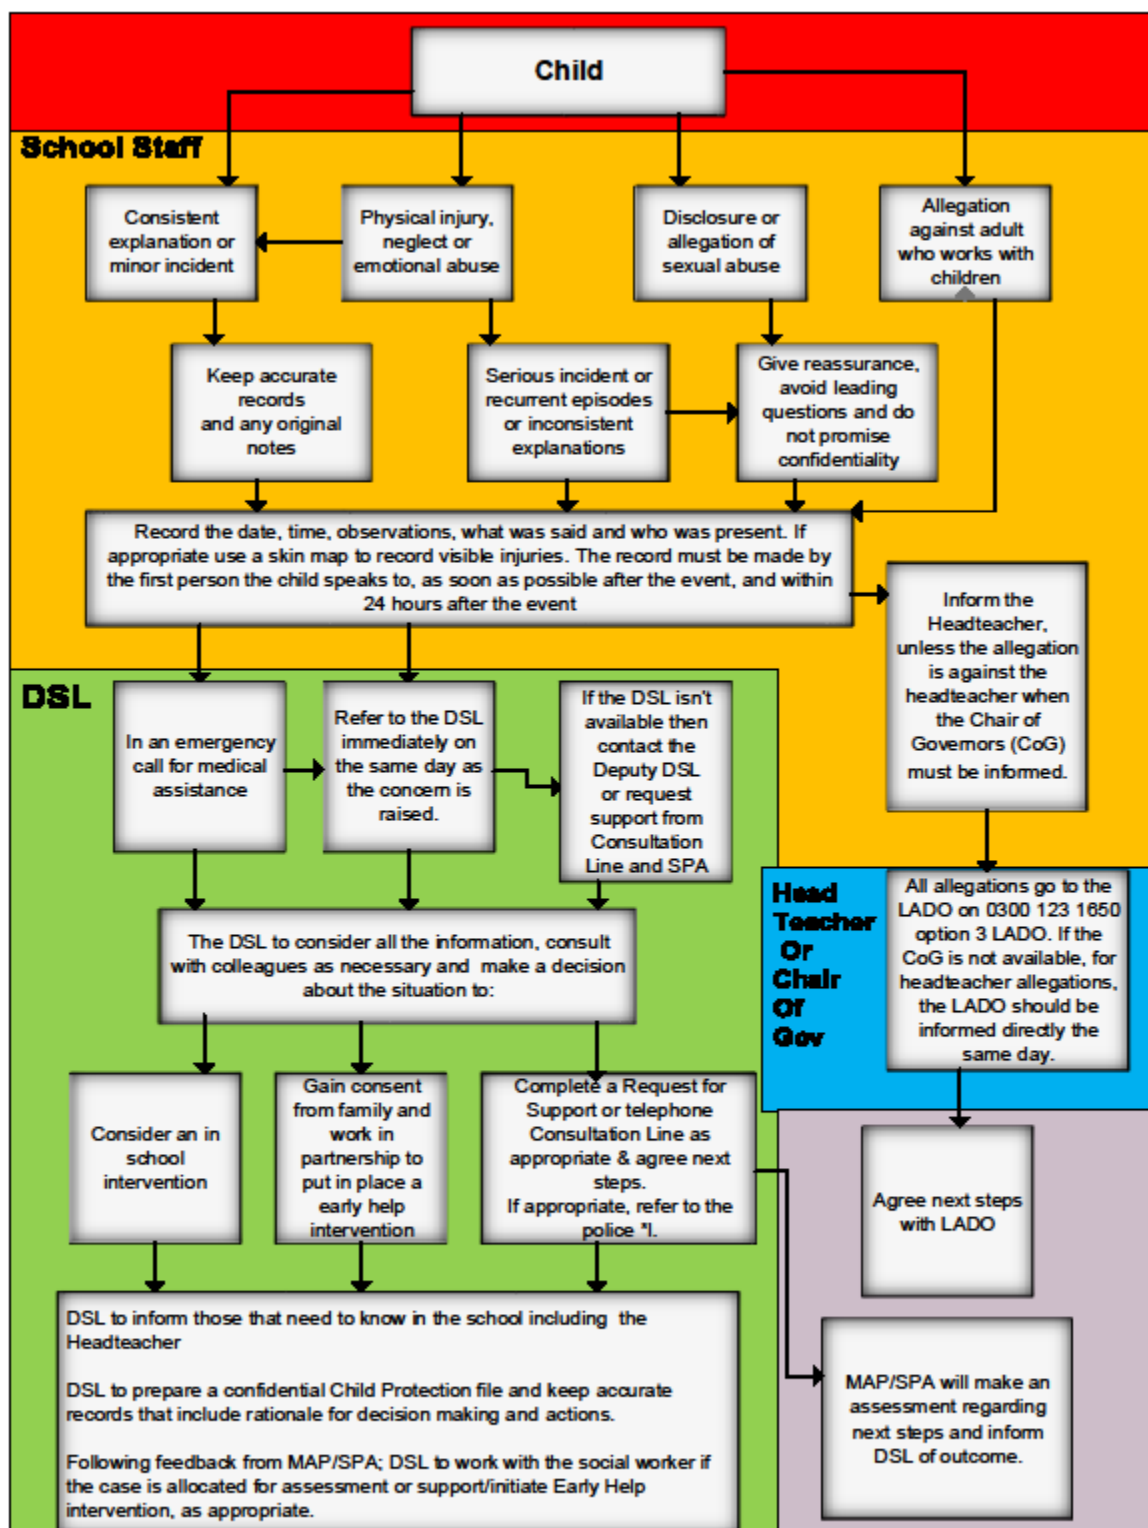 Child
School Staff
Consistent
explanation or
minor incident
Physical injury,
neglect or
emotional abuse
Disclosure or
allegation of
sexual abuse
Allegation
against adult
who works with
children
Keep accurate
records
and any original
notes
Serious incident or
recurrent episodes
or inconsistent
explanations
Give reassurance,
avoid leading
questions and do
not promise
confidentiality
Record the date, time, observations, what was said and who was present. If
appropriate use a skin map to record visible injuries. The record must be made by
the first person the child speaks to, as soon as possible after the event, and within
24 hours after the event
Inform the
Headteacher,
unless the allegation
is against the
headteacher when
the Chair of
Governors (CoG)
must be informed.
DSL
In an emergency
call for medical
assistance
Refer to the DSL
immediately on
the same day as
the concern is
raised.
If the DSL isn't
available then
contact the
Deputy DSL
or request
support from
Consultation
Line and SPA
Head
Teacher
Or
Chair
Of
Gov
All allegations go to the
LADO on 0300 123 1650
option 3 LADO. If the
CoG is not available, for
headteacher allegations,
the LADO should be
informed directly the
same day.
The DSL to consider all the information, consult
with colleagues as necessary and make a decision
about the situation to:
Consider an in
school
intervention
Gain consent
from family and
work in
partnership to
put in place a
early help
intervention
Complete a Request for
Support or telephone
Consultation Line as
appropriate & agree next
steps.
If appropriate, refer to the
police *I.
Agree next steps
with LADO
DSL to inform those that need to know in the school including the
Headteacher
DSL to prepare a confidential Child Protection file and keep accurate
records that include rationale for decision making and actions.
Following feedback from MAP/SPA; DSL to work with the social worker if
the case is allocated for assessment or support/initiate Early Help
intervention, as appropriate.
MAP/SPA will make an
assessment regarding
next steps and inform
DSL of outcome.